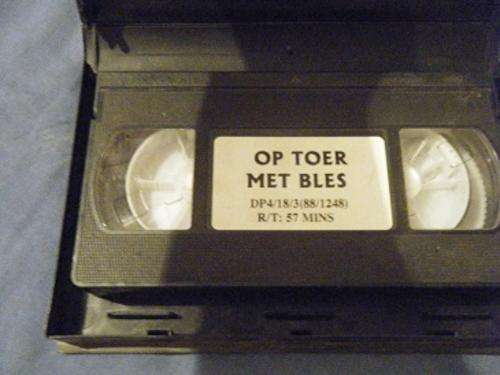 OP TOER
MET BLES
DP4/18/3(88/1248)
R/T: 57 MINS